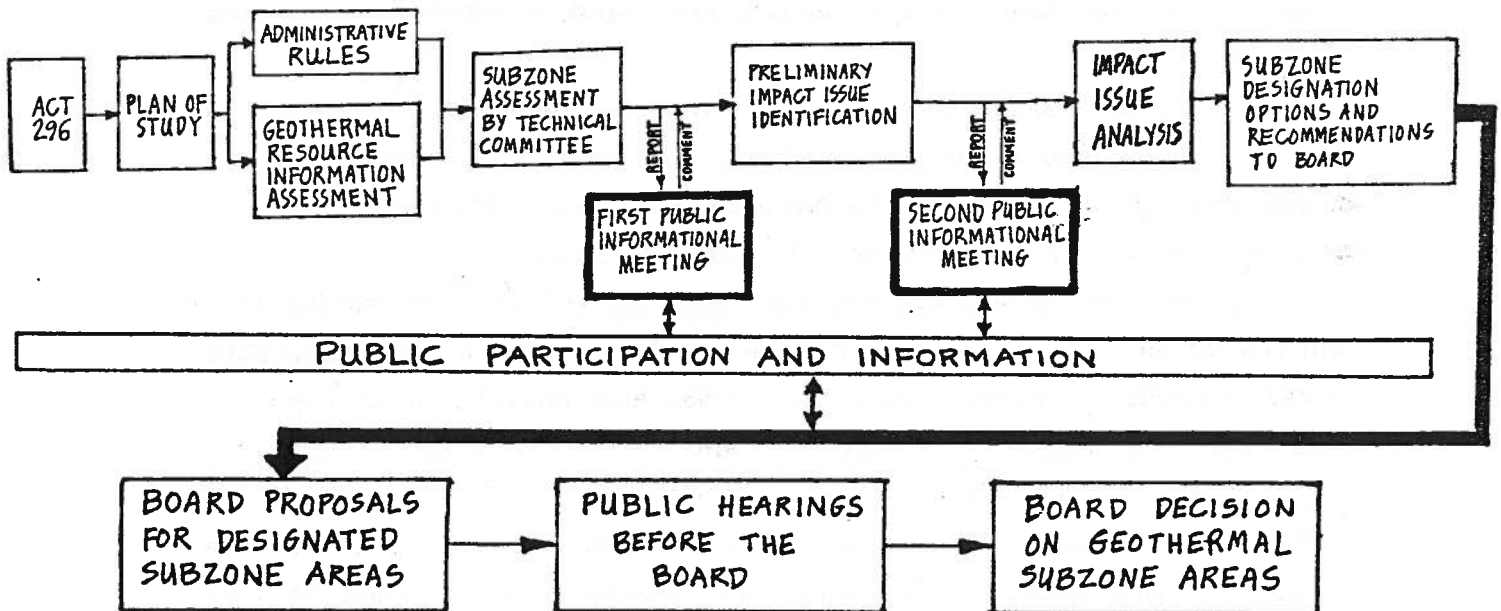 ACT
296
PLAN OF
STUDY
ADMINISTRATIVE
RULES
GEOTHERMAL
RESOURCE
INFORMATION
ASSESSMENT
SUBZONE
ASSESSMENT
BY TECHNICAL
COMMITTEE
REPORT
COMMENT
FIRST PUBLIC
INFORMATIONAL
MEETING
PRELIMINARY
IMPACT ISSUE
IDENTIFICATION
REPORT
COMMENT
SECOND PUBLIC
INFORMATIONAL
MEETING
IMPACT
ISSUE
ANALYSIS
SUBZONE
DESIGNATION
OPTIONS AND
RECOMMENDATIONS
TO BOARD
PUBLIC PARTICIPATION AND INFORMATION
BOARD PROPOSALS
FOR DESIGNATED
SUBZONE AREAS
PUBLIC HEARINGS
BEFORE THE
BOARD
BOARD DECISION
ON GEOTHERMAL
SUBZONE AREAS